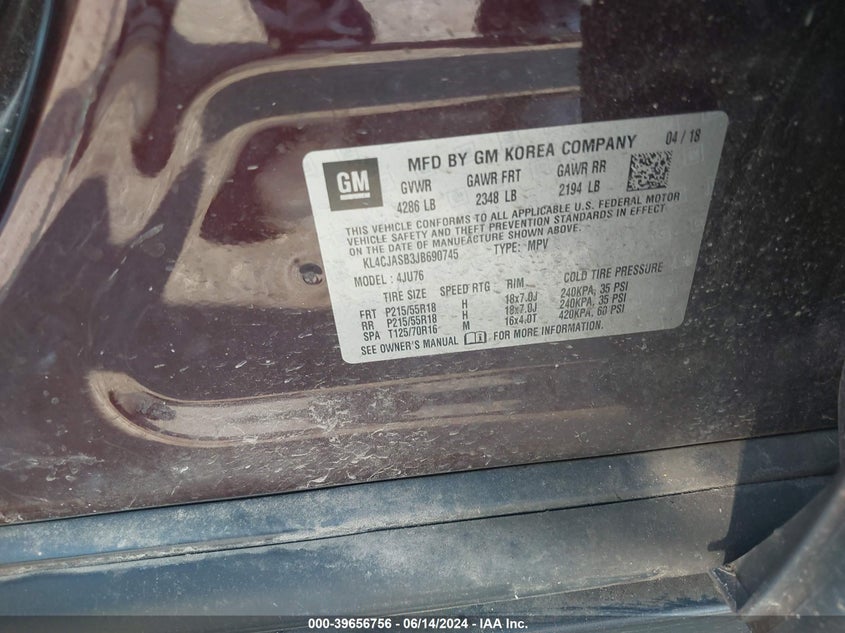 GM
MFD BY GM KOREA COMPANY 04 / 18
GVWR GAWR FRT GAWR RR
4286 LB 2348 LB 2194 LB
THIS VEHICLE CONFORMS TO ALL APPLICABLE U.S. FEDERAL MOTOR
VEHICLE SAFETY AND THEFT PREVENTION STANDARDS IN EFFECT
ON THE DATE OF MANUFACTURE SHOWN ABOVE.
KL4CJASB3JB690745 TYPE: MPV
MODEL : 4JU76
TIRE SIZE SPEED RTG RIM COLD TIRE PRESSURE
FRT P215/55R18 H 18x7.0J 240KPA, 35 PSI
RR P215/55R18 H 18x7.0J 240KPA, 35 PSI
SPA T125/70R16 M 16x4.0T 420KPA, 60 PSI
SEE OWNER'S MANUAL FOR MORE INFORMATION.
000-39656756 - 06/14/2024 - IAA Inc.